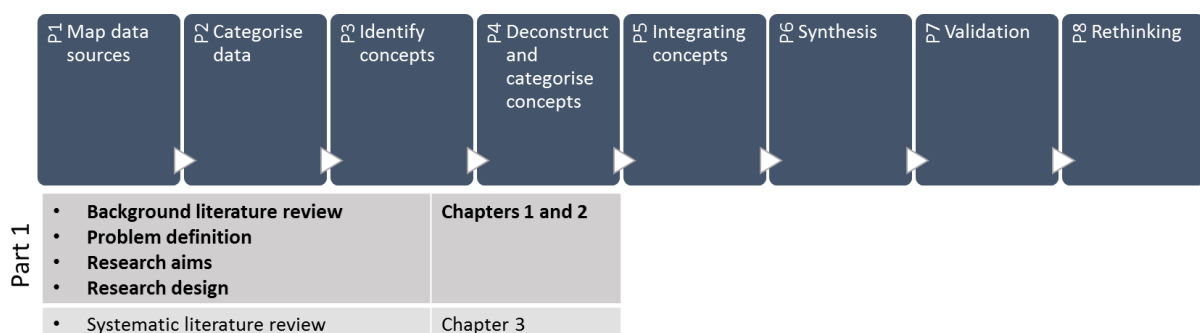 P1 Map data
sources
P2 Categorise
data
P3 Identify
concepts
P4 Deconstruct
and
categorise
concepts
P5 Integrating
concepts
P6 Synthesis
P7 Validation
P8 Rethinking
Part 1
• Background literature review
• Problem definition
• Research aims
• Research design
Chapters 1 and 2
• Systematic literature review
Chapter 3